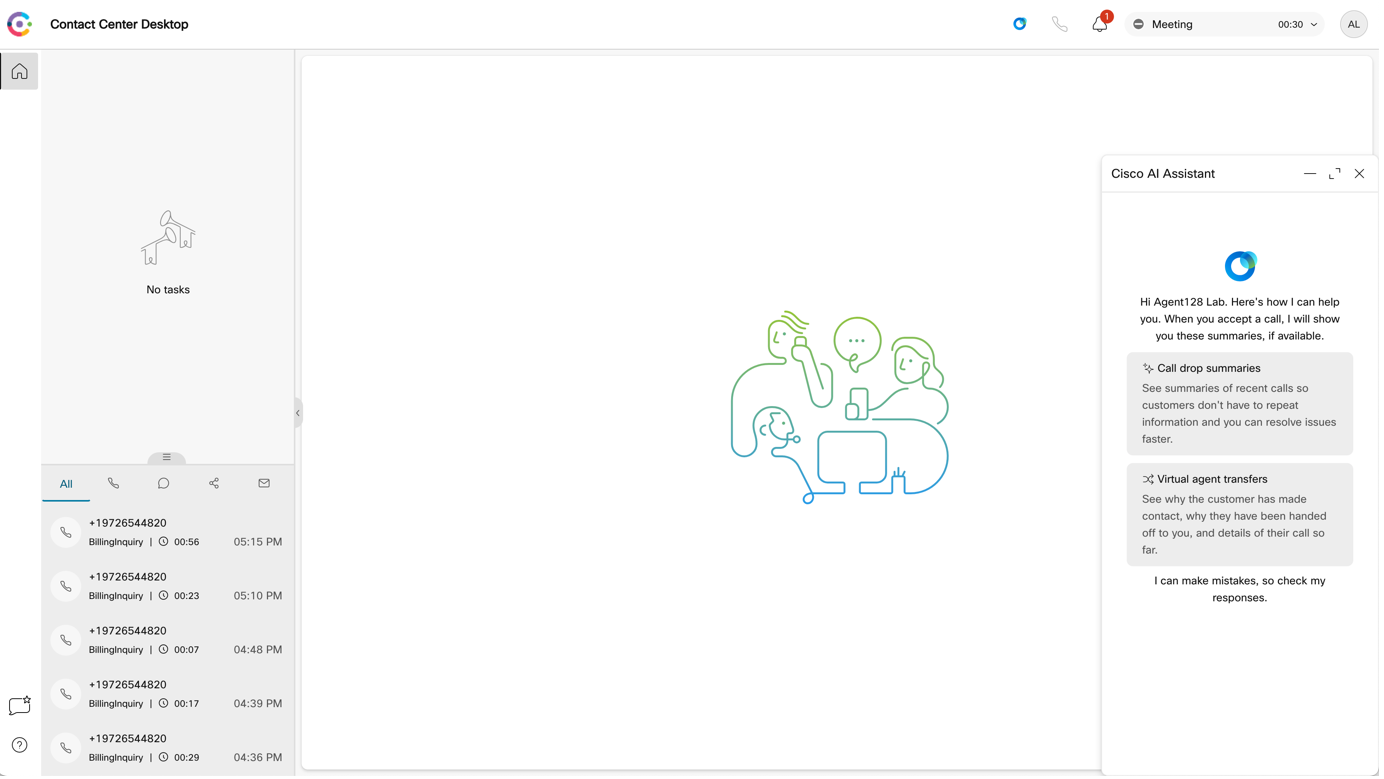 Contact Center Desktop
1
Meeting
00:30
AL
No tasks
All
+19726544820
BillingInquiry | 00:56 05:15 PM
+19726544820
BillingInquiry | 00:23 05:10 PM
+19726544820
BillingInquiry | 00:07 04:48 PM
+19726544820
BillingInquiry | 00:17 04:39 PM
+19726544820
BillingInquiry | 00:29 04:36 PM
Cisco AI Assistant
Hi Agent128 Lab. Here's how I can help
you. When you accept a call, I will show
you these summaries, if available.
Call drop summaries
See summaries of recent calls so
customers don't have to repeat
information and you can resolve issues
faster.
Virtual agent transfers
See why the customer has made
contact, why they have been handed
off to you, and details of their call so
far.
I can make mistakes, so check my
responses.